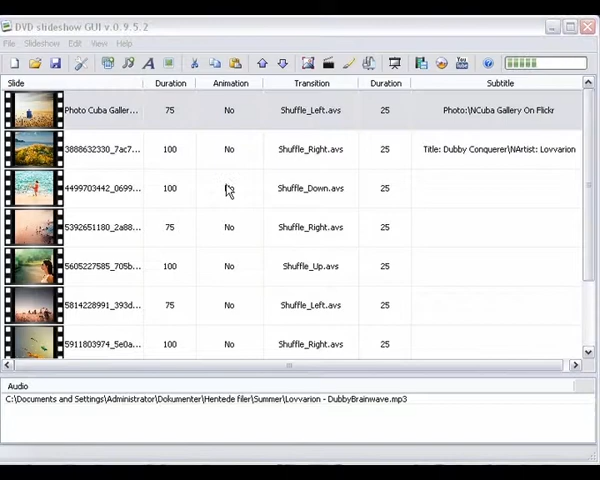 DVD slideshow GUI v.0.9.5.2
File Slideshow Edit View Help
Slide Duration Animation Transition Duration Subtitle
Photo Cuba Galler... 75 No Shuffle_Left.avs 25 Photo:\NCuba Gallery On Flickr
3888632330_7ac7... 100 No Shuffle_Right.avs 25 Title: Dubby Conquerer\NArtist: Lovvarion
4499703442_0699... 100 No Shuffle_Down.avs 25
5392651180_2a88... 75 No Shuffle_Right.avs 25
5605227585_705b... 100 No Shuffle_Up.avs 25
5814228991_393d... 75 No Shuffle_Left.avs 25
5911803974_5e0a... 100 No Shuffle_Right.avs 25
Audio
C:\Documents and Settings\Administrator\Dokumenter\Hentede filer\Summer\Lovvarion - DubbyBrainwave.mp3